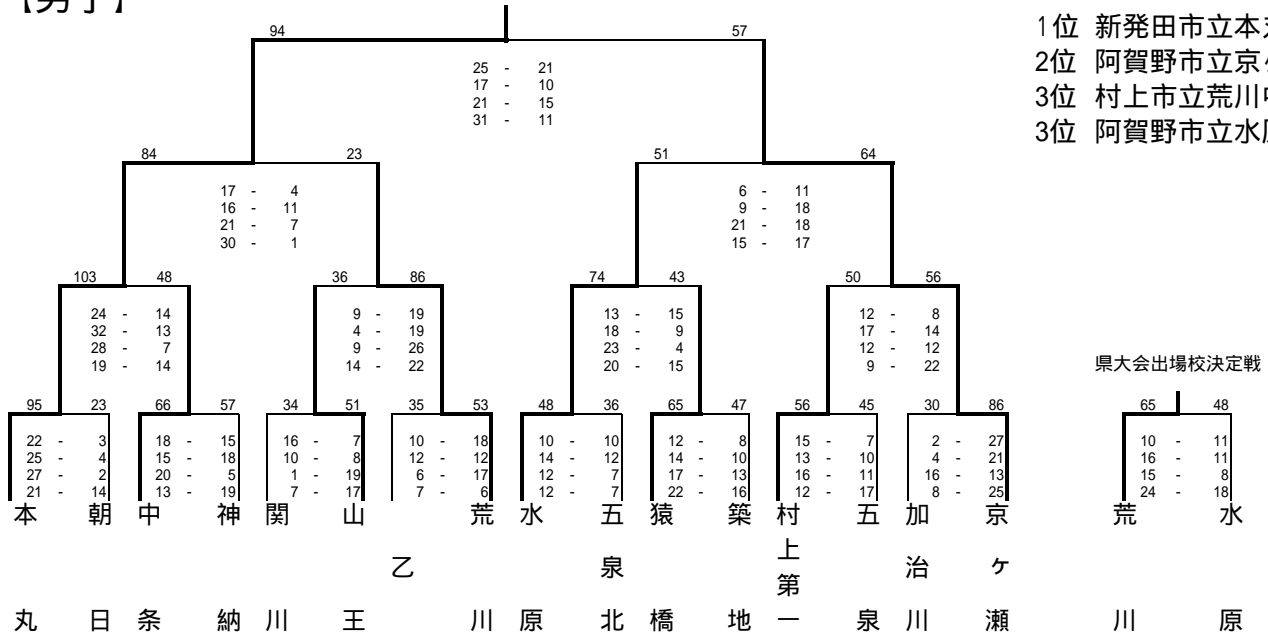 【男子】
1位 新発田市立本
2位 阿賀野市立京
3位 村上市立荒川
3位 阿賀野市立水
94 57
25 - 21
17 - 10
21 - 15
31 - 11
84 23
17 - 4
16 - 11
21 - 7
30 - 1
51 64
6 - 11
9 - 18
21 - 18
15 - 17
103 48
24 - 14
32 - 13
28 - 7
19 - 14
36 86
9 - 19
4 - 19
9 - 26
14 - 22
74 43
13 - 15
18 - 9
23 - 4
20 - 15
50 56
12 - 8
17 - 14
12 - 12
9 - 22
県大会出場校決定戦
95 23
22 - 3
25 - 4
27 - 2
21 - 14
66 57
18 - 15
15 - 18
20 - 5
13 - 19
34 51
16 - 7
10 - 8
1 - 19
7 - 17
35 53
10 - 18
12 - 12
6 - 17
7 - 6
48 36
10 - 10
14 - 12
12 - 7
12 - 7
65 47
12 - 8
14 - 10
17 - 13
22 - 16
56 45
15 - 7
13 - 10
16 - 11
12 - 17
30 86
2 - 27
4 - 21
16 - 13
8 - 25
65 48
10 - 11
16 - 11
15 - 8
24 - 18
本丸
朝日
中条
神納
関川
山王
乙
荒川
水原
五泉北
猿橋
築地
村上第一
五泉
加治川
京ヶ瀬
荒川
水原